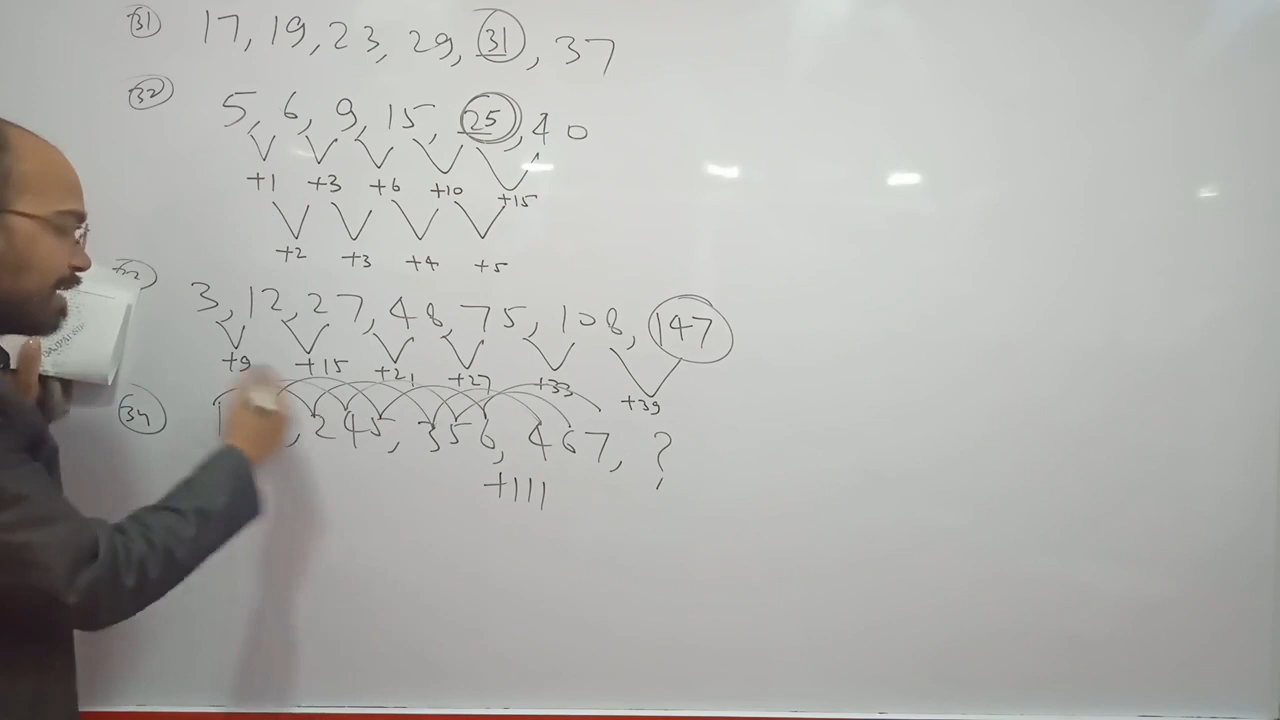 31 17, 19, 23, 29, 31, 37
32 5, 6, 9, 15, 25, 40
+1 +3 +6 +10 +15
+2 +3 +4 +5
3, 12, 27, 48, 75, 108, 147
+9 +15 +21 +27 +33 +39
34 1 , 245, 356, 467, ?
+111